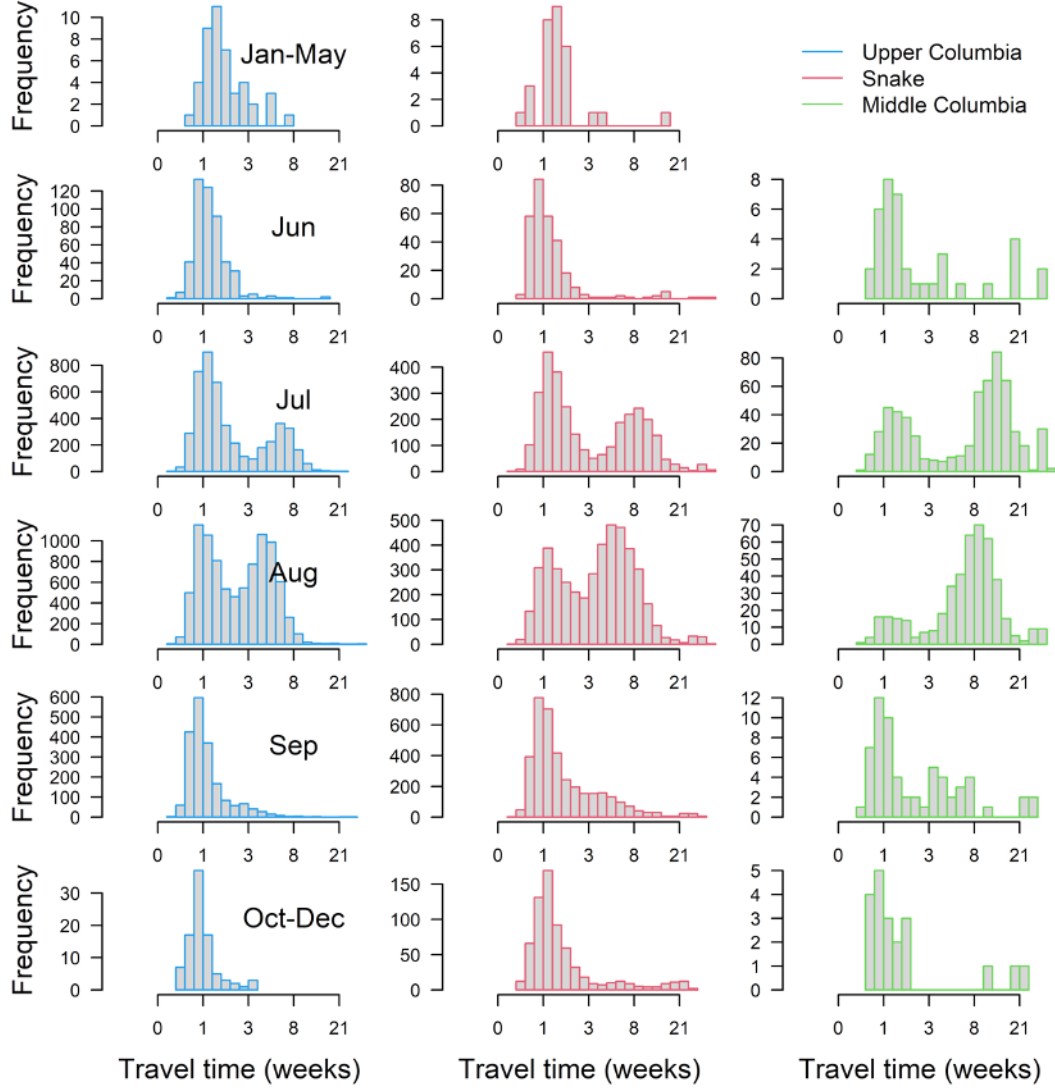 Frequency
10
8
6
4
2
0
Jan-May
0 1 3 8 21
8
6
4
2
0
0 1 3 8 21
Upper Columbia
Snake
Middle Columbia
Frequency
120
100
80
60
40
20
0
Jun
0 1 3 8 21
80
60
40
20
0
0 1 3 8 21
8
6
4
2
0
0 1 3 8 21
Frequency
800
600
400
200
0
Jul
0 1 3 8 21
400
300
200
100
0
0 1 3 8 21
80
60
40
20
0
0 1 3 8 21
Frequency
1000
800
600
400
200
0
Aug
0 1 3 8 21
500
400
300
200
100
0
0 1 3 8 21
70
60
50
40
30
20
10
0
0 1 3 8 21
Frequency
600
500
400
300
200
100
0
Sep
0 1 3 8 21
800
600
400
200
0
0 1 3 8 21
12
10
8
6
4
2
0
0 1 3 8 21
Frequency
30
20
10
0
Oct-Dec
0 1 3 8 21
150
100
50
0
0 1 3 8 21
5
4
3
2
1
0
0 1 3 8 21
Travel time (weeks)
Travel time (weeks)
Travel time (weeks)